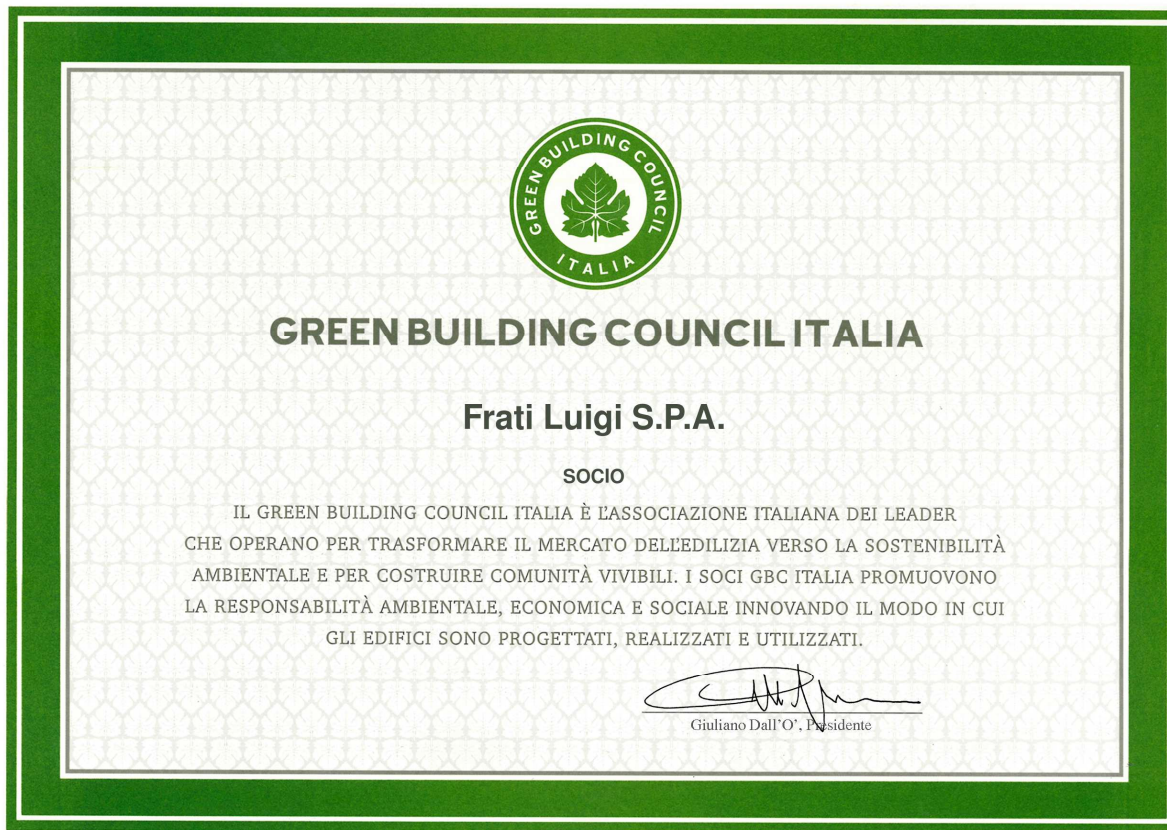 GREEN BUILDING COUNCIL
ITALIA
GREEN BUILDING COUNCIL ITALIA
Frati Luigi S.P.A.
SOCIO
IL GREEN BUILDING COUNCIL ITALIA È L'ASSOCIAZIONE ITALIANA DEI LEADER
CHE OPERANO PER TRASFORMARE IL MERCATO DELL'EDILIZIA VERSO LA SOSTENIBILITÀ
AMBIENTALE E PER COSTRUIRE COMUNITÀ VIVIBILI. I SOCI GBC ITALIA PROMUOVONO
LA RESPONSABILITÀ AMBIENTALE, ECONOMICA E SOCIALE INNOVANDO IL MODO IN CUI
GLI EDIFICI SONO PROGETTATI, REALIZZATI E UTILIZZATI.
Giuliano Dall'O', Presidente